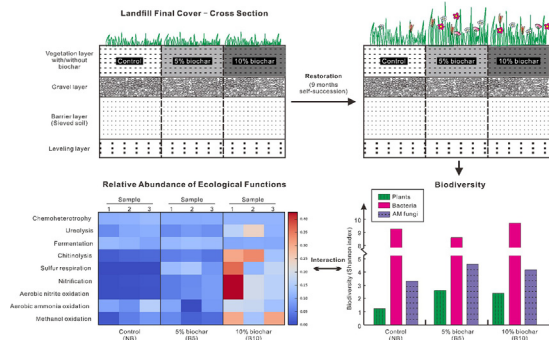 Landfill Final Cover – Cross Section
Vegetation layer
with/without
biochar
Gravel layer
Barrier layer
(Sieved soil)
Leveling layer
Control
5% biochar
10% biochar
Restoration
(9 months
self-succession)
Control
5% biochar
10% biochar
Relative Abundance of Ecological Functions
Sample
1 2 3
Sample
1 2 3
Sample
1 2 3
Chemoheterotrophy
Ureolysis
Fermentation
Chitinolysis
Sulfur respiration
Nitrification
Aerobic nitrite oxidation
Aerobic ammonia oxidation
Methanol oxidation
Control
(NB)
5% biochar
(B5)
10% biochar
(B10)
Interaction
Biodiversity
Plants
Bacteria
AM fungi
Biodiversity (Shannon index)
10
9
8
5
4
3
2
1
0
Control
(NB)
5% biochar
(B5)
10% biochar
(B10)